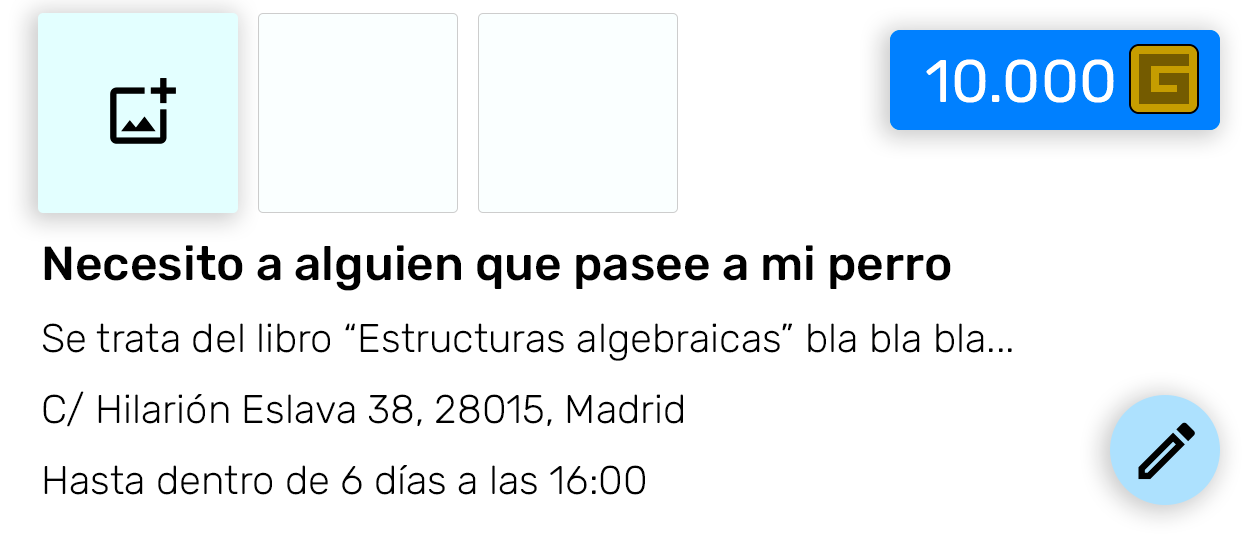 10.000 G
Necesito a alguien que pasee a mi perro
Se trata del libro “Estructuras algebraicas” bla bla bla...
C/ Hilarión Eslava 38, 28015, Madrid
Hasta dentro de 6 días a las 16:00